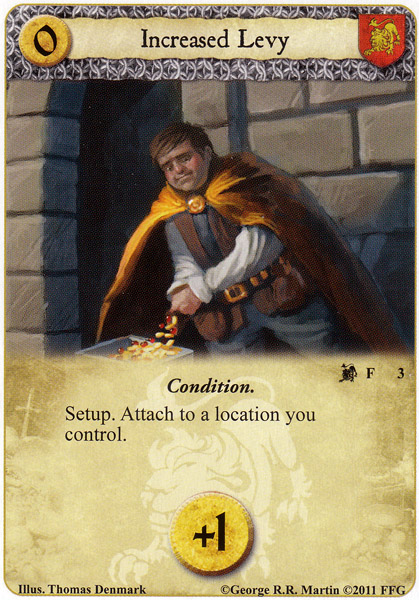 0
Increased Levy
F 3
Condition.
Setup. Attach to a location you
control.
+1
Illus. Thomas Denmark
©George R.R. Martin ©2011 FFG